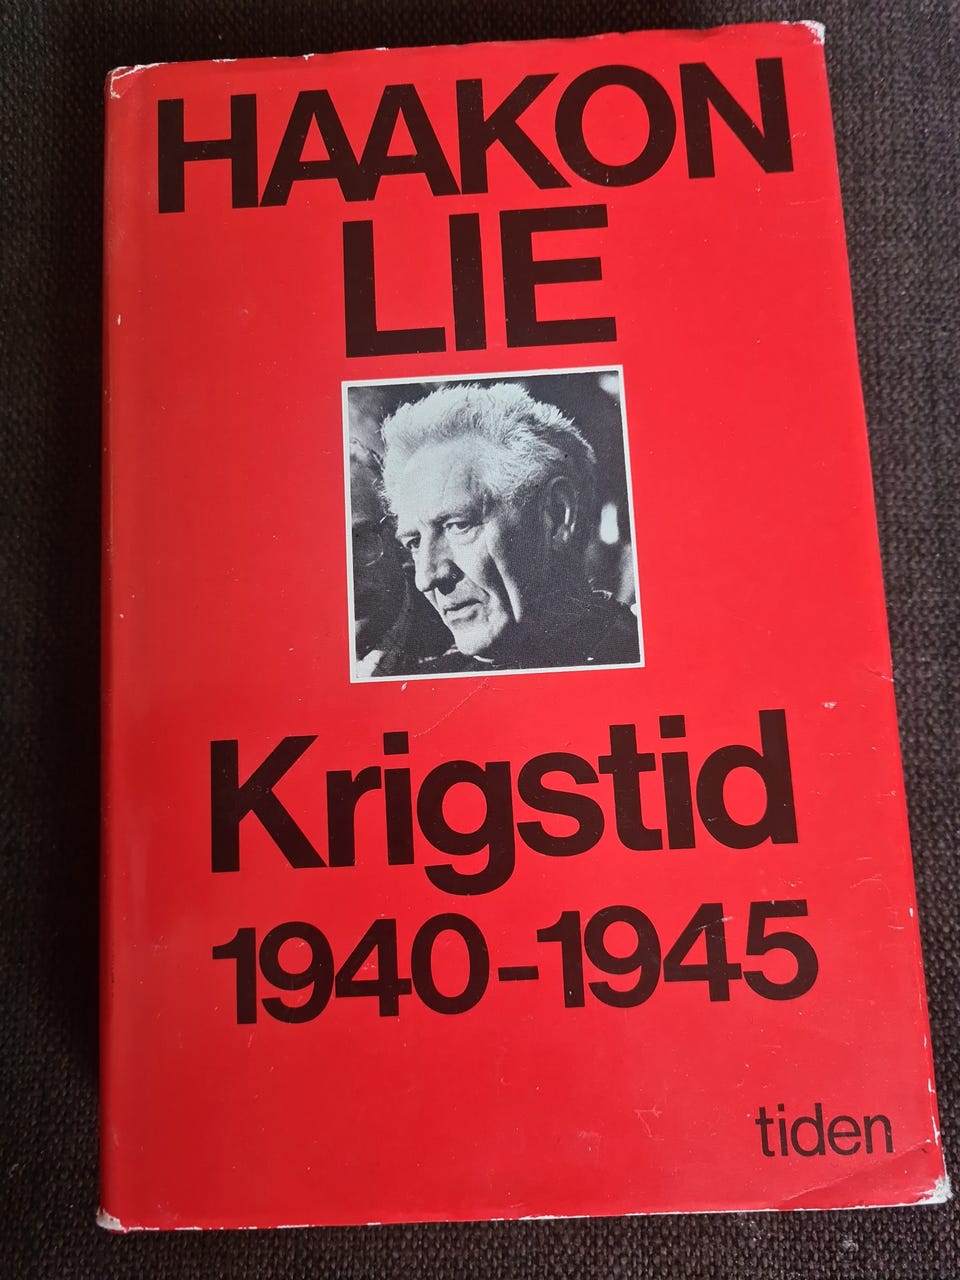 HAAKON
LIE
Krigstid
1940-1945
tiden